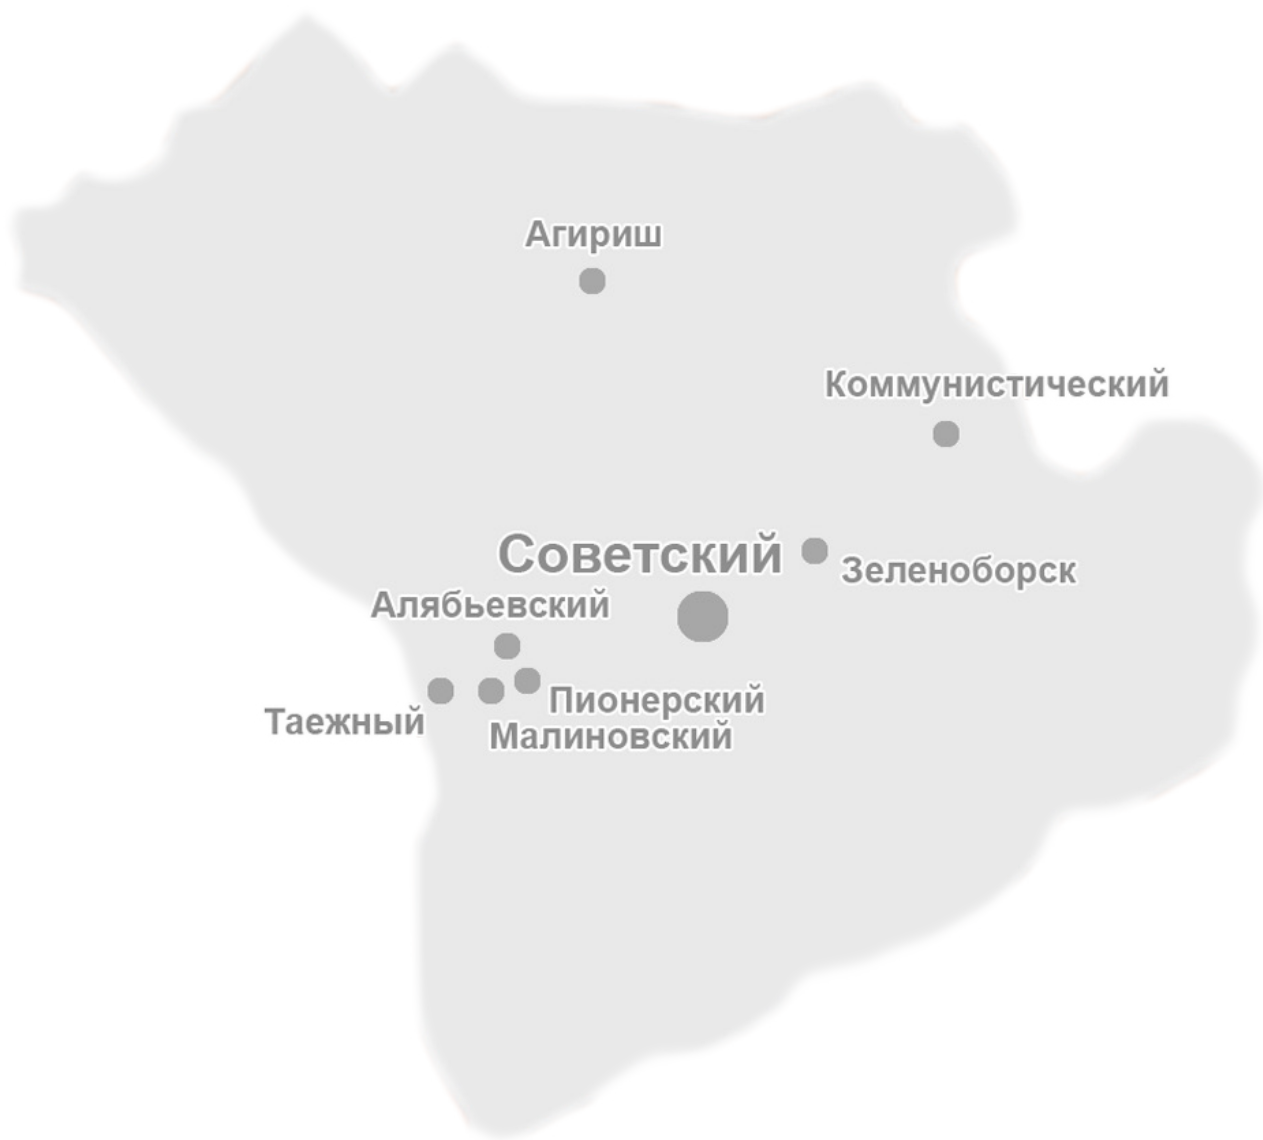 Агириш
Коммунистический
Советский
Зеленоборск
Алябьевский
Пионерский
Таежный
Малиновский